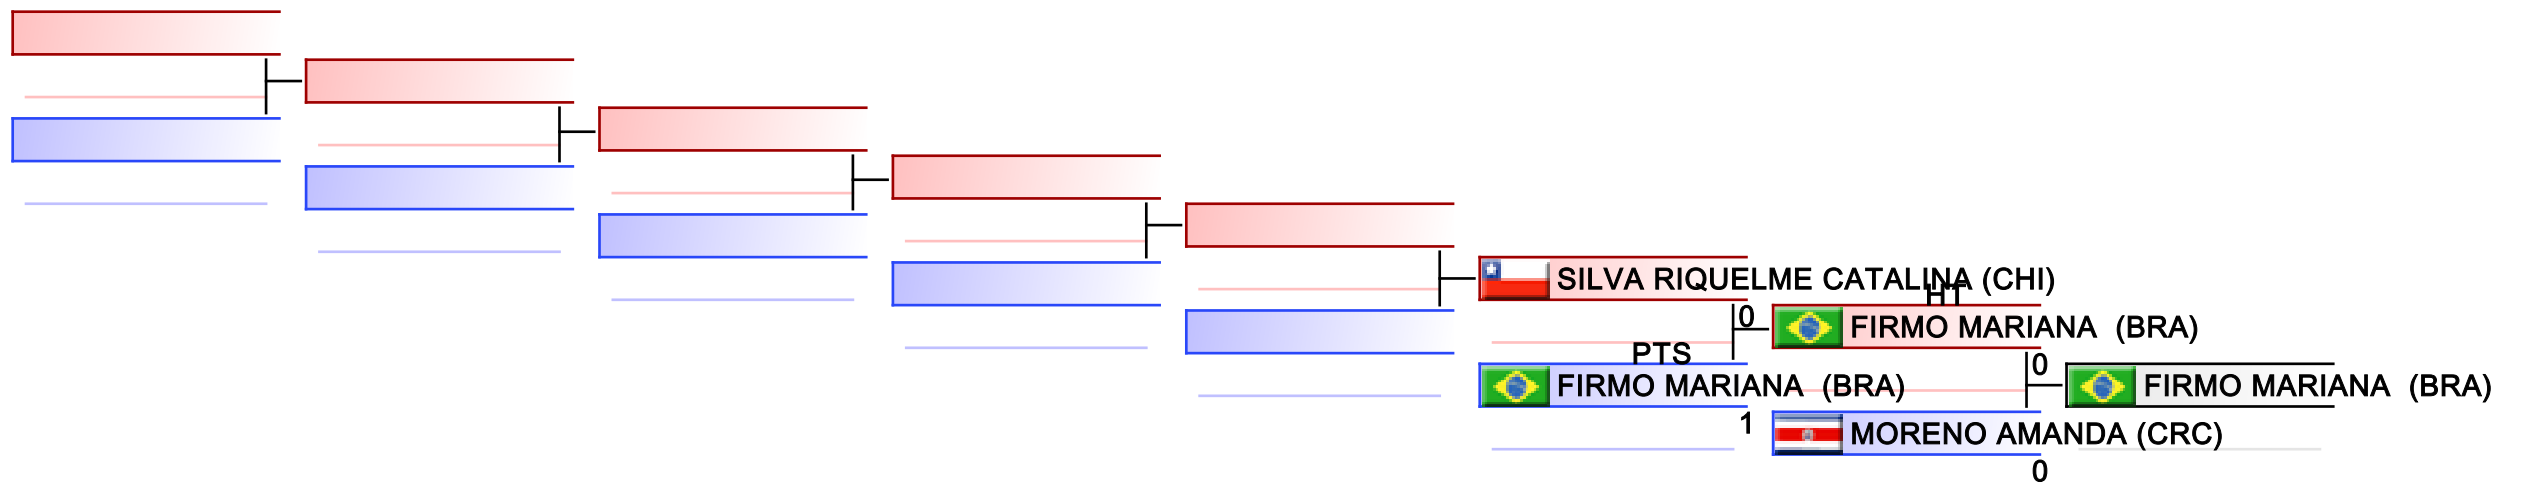 SILVA RIQUELME CATALINA (CHI)
HT
0
FIRMO MARIANA (BRA)
PTS
0
FIRMO MARIANA (BRA)
FIRMO MARIANA (BRA)
1
MORENO AMANDA (CRC)
0